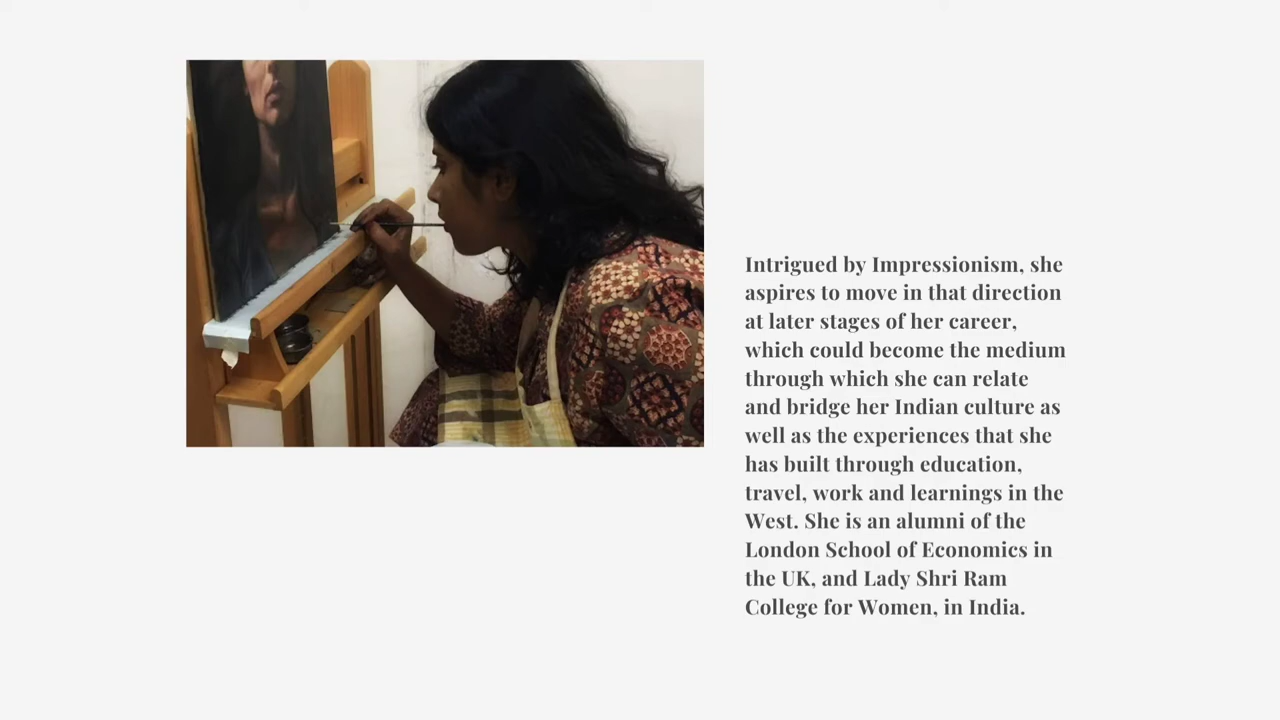 Intrigued by Impressionism, she
aspires to move in that direction
at later stages of her career,
which could become the medium
through which she can relate
and bridge her Indian culture as
well as the experiences that she
has built through education,
travel, work and learnings in the
West. She is an alumni of the
London School of Economics in
the UK, and Lady Shri Ram
College for Women, in India.